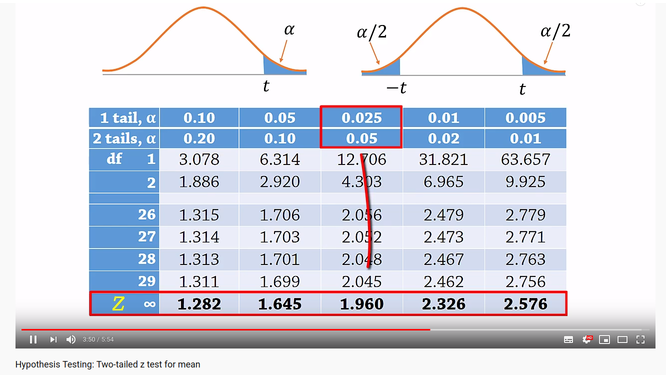 α
α/2
α/2
t
−t
t
1 tail, α 0.10 0.05 0.025 0.01 0.005
2 tails, α 0.20 0.10 0.05 0.02 0.01
df 1 3.078 6.314 12.706 31.821 63.657
2 1.886 2.920 4.303 6.965 9.925
26 1.315 1.706 2.056 2.479 2.779
27 1.314 1.703 2.052 2.473 2.771
28 1.313 1.701 2.048 2.467 2.763
29 1.311 1.699 2.045 2.462 2.756
Z ∞ 1.282 1.645 1.960 2.326 2.576
3:50 / 5:54
Hypothesis Testing: Two-tailed z test for mean